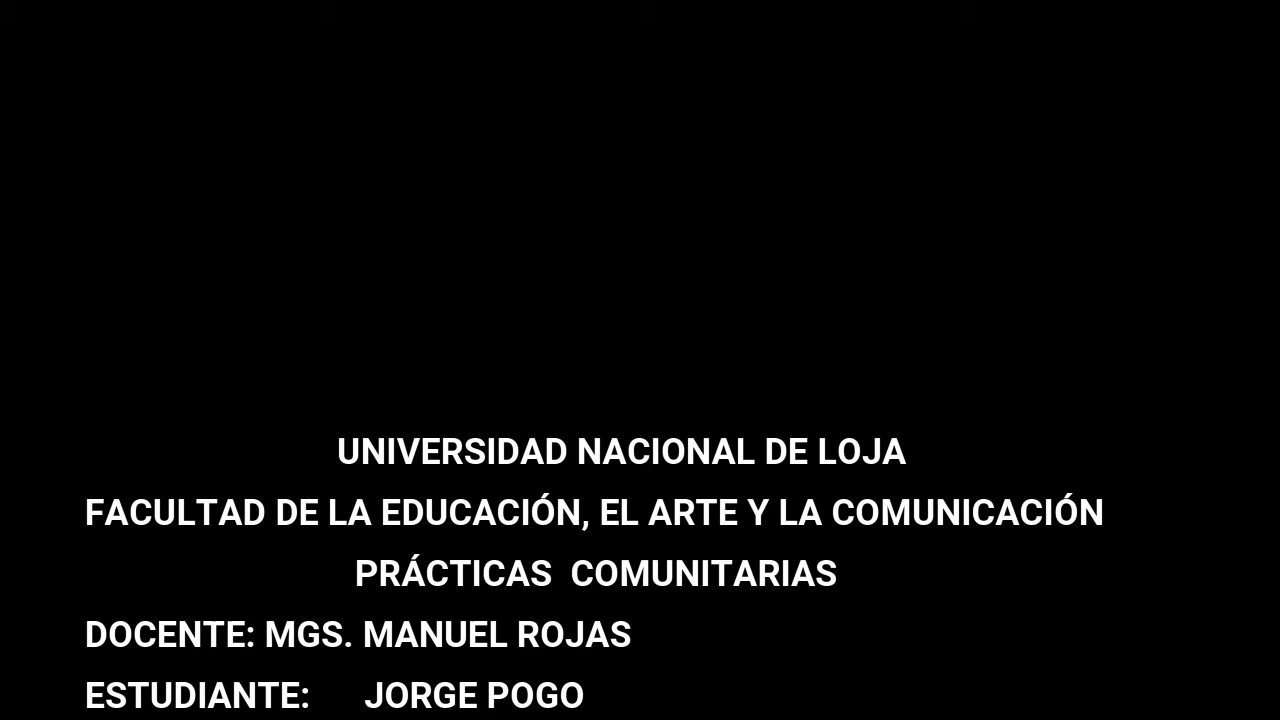 UNIVERSIDAD NACIONAL DE LOJA
FACULTAD DE LA EDUCACIÓN, EL ARTE Y LA COMUNICACIÓN
PRÁCTICAS  COMUNITARIAS
DOCENTE: MGS. MANUEL ROJAS
ESTUDIANTE:      JORGE POGO